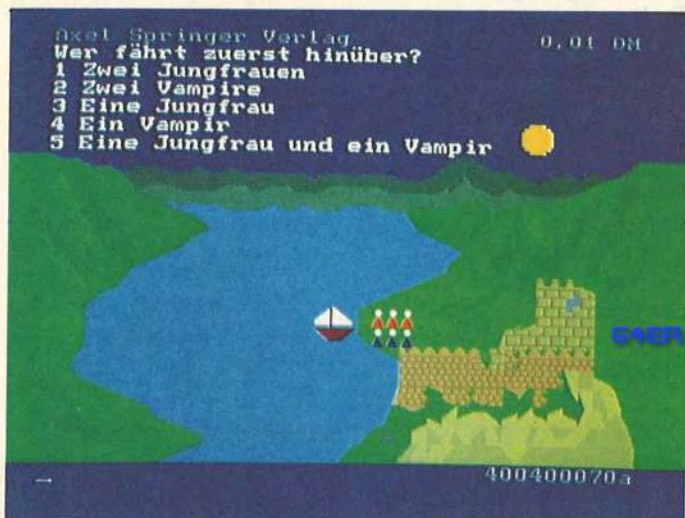 Axel Springer Verlag 0,01 DM
Wer fährt zuerst hinüber?
1 Zwei Jungfrauen
2 Zwei Vampire
3 Eine Jungfrau
4 Ein Vampir
5 Eine Jungfrau und ein Vampir
64ER
400400070a